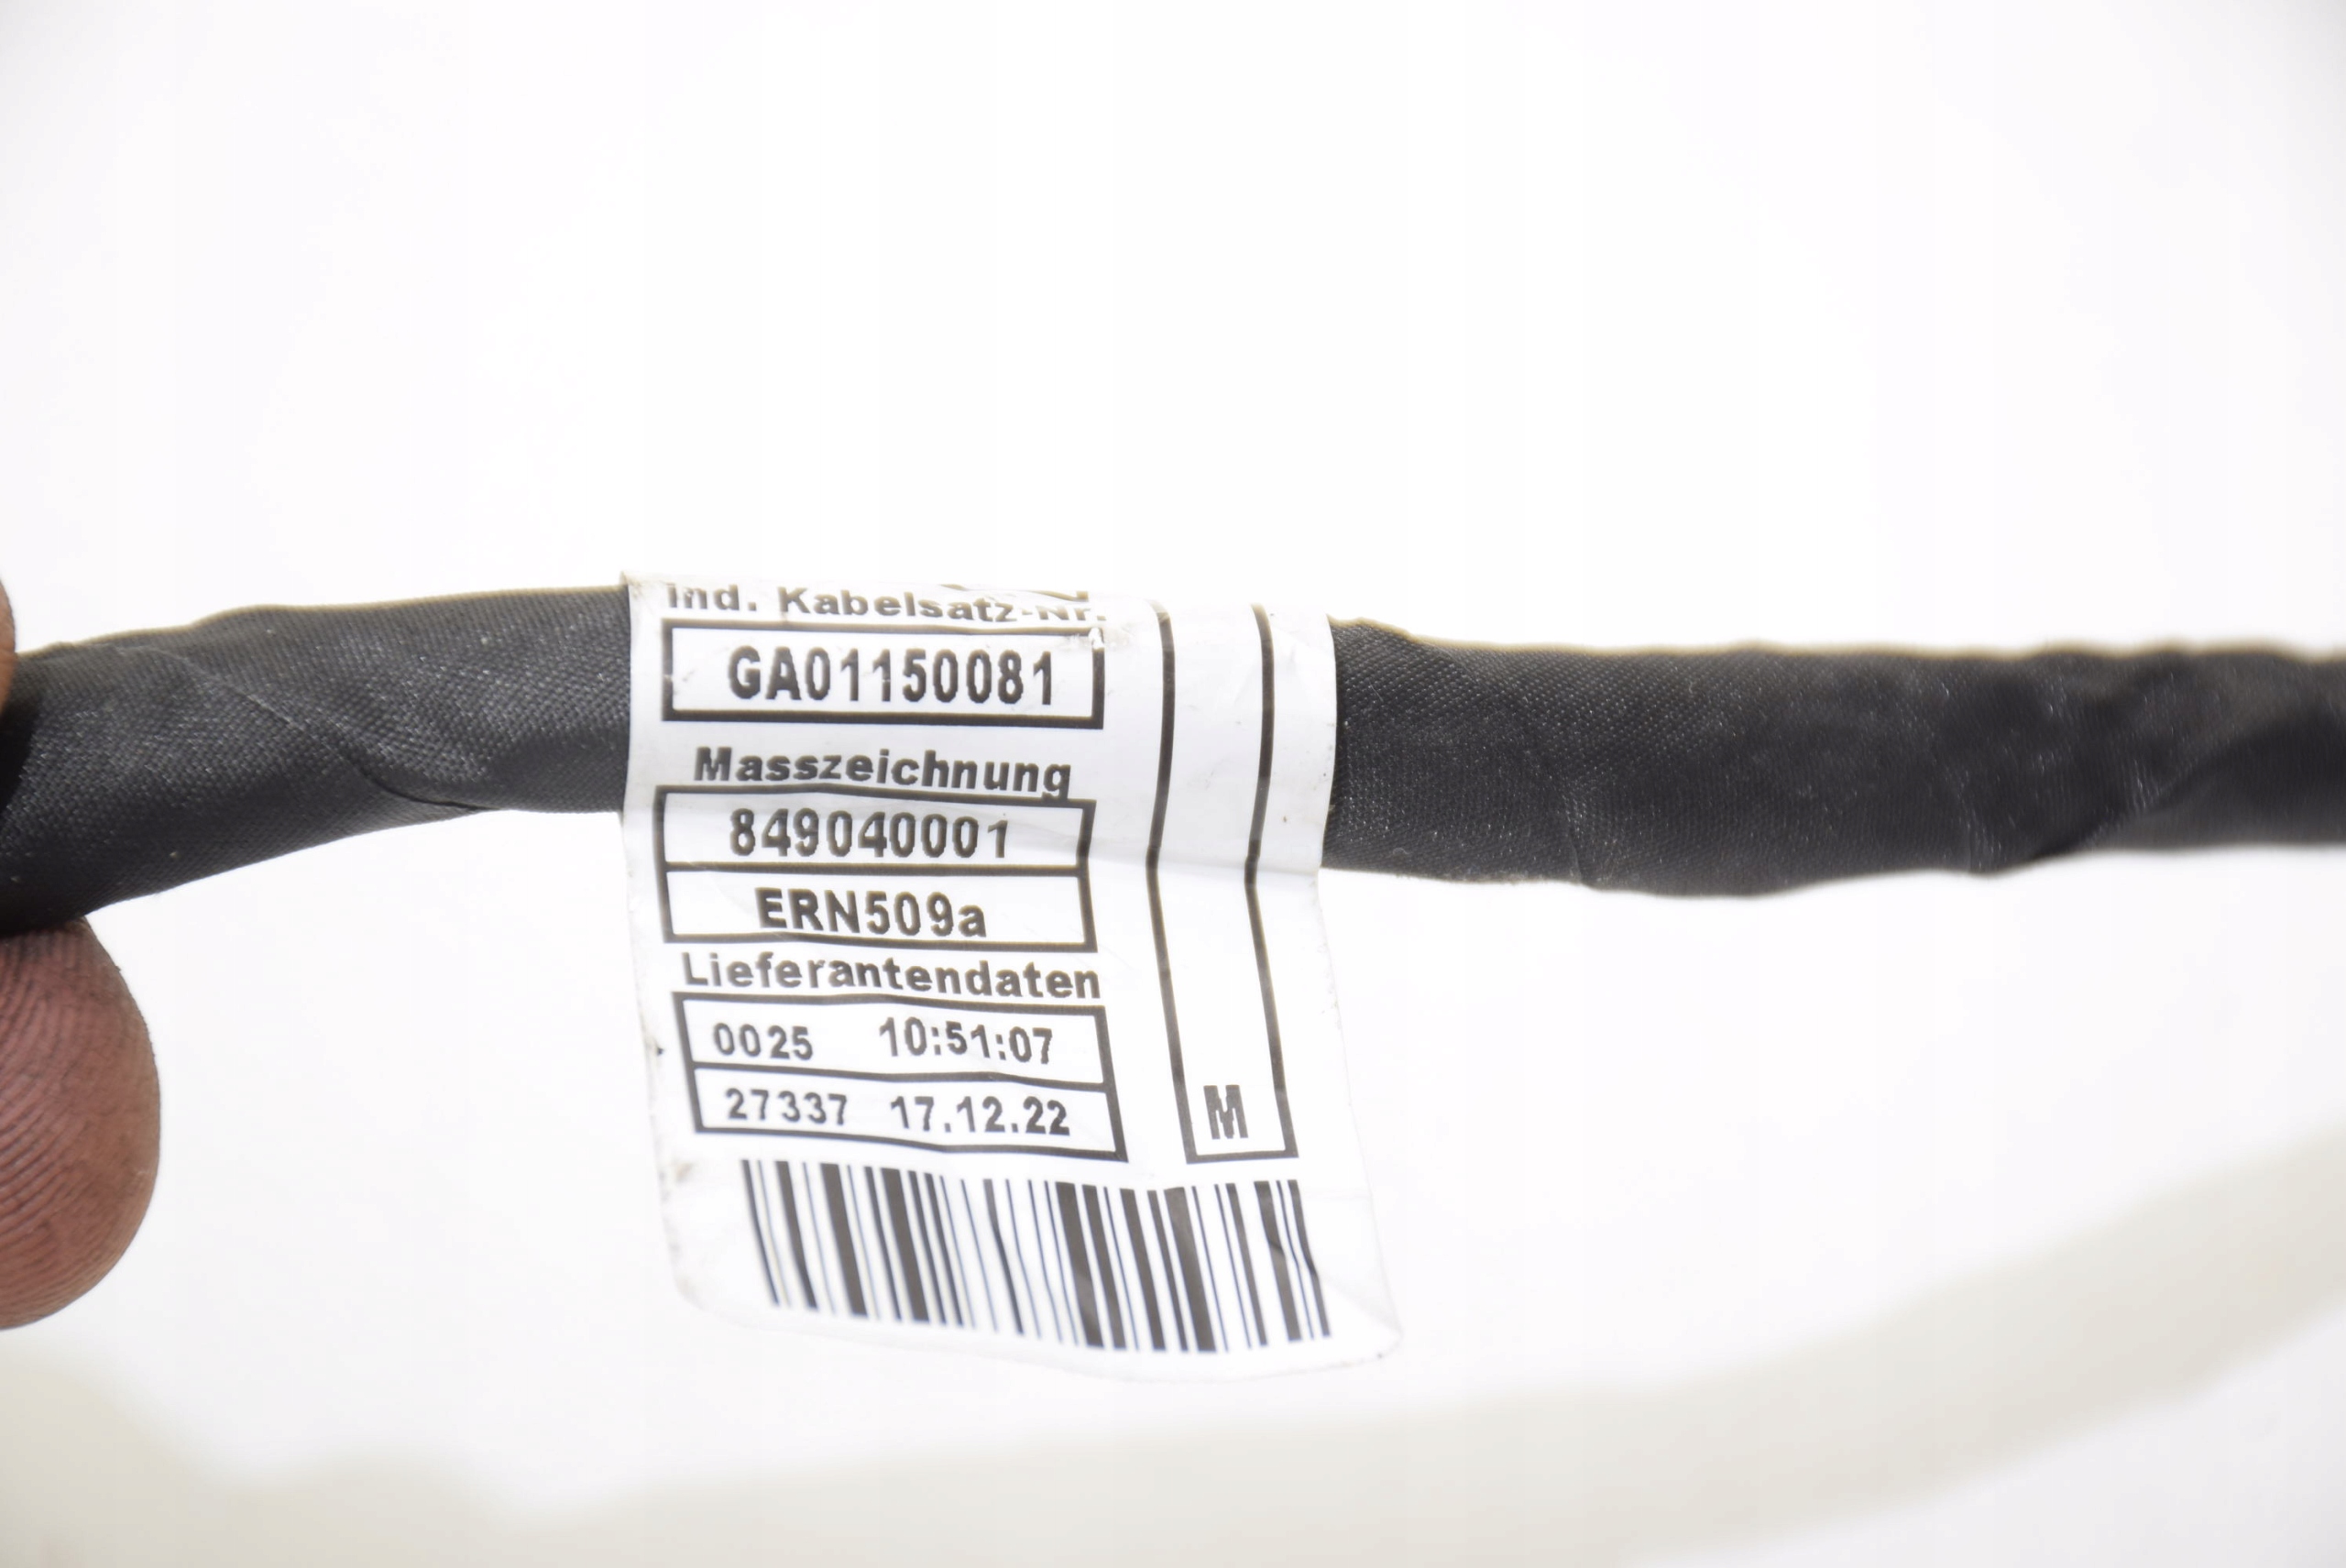 Ind. Kabelsatz-Nr.
GA01150081
Masszeichnung
849040001
ERN509a
Lieferantendaten
0025 10:51:07
27337 17.12.22
M